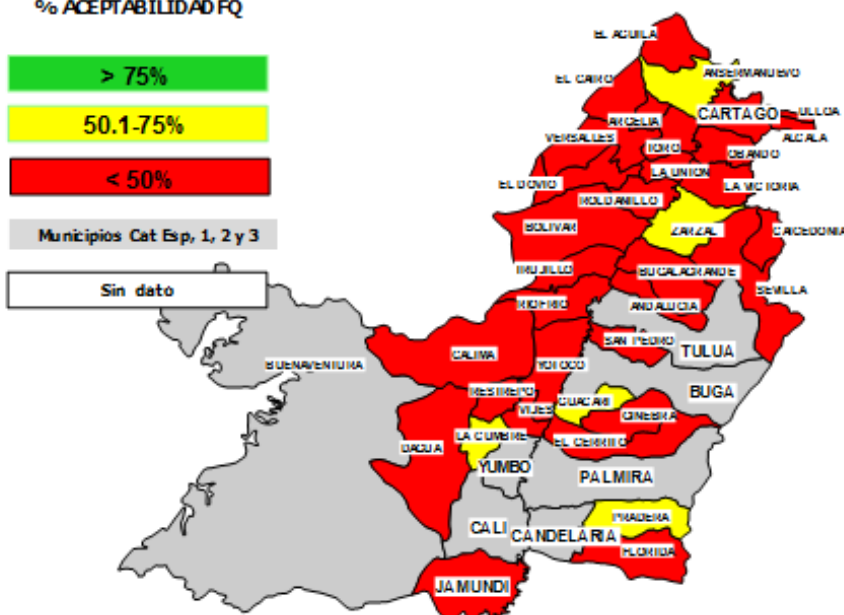 % ACEPTABILIDAD FQ
> 75%
50.1-75%
< 50%
Municipios Cat Esp, 1, 2 y 3
Sin dato
EL AGUILA
ANSERMANUEVO
EL CAIRO
CARTAGO
ULLOA
ARGELIA
ALCALA
VERSALLES
TORO
OBANDO
LA UNION
EL DOVIO
LA VICTORIA
ROLDANILLO
BOLIVAR
ZARZAL
CAICEDONIA
TRUJILLO
BUGALAGRANDE
SEVILLA
RIOFRIO
ANDALUCIA
SAN PEDRO
TULUA
CALIMA
YOTOCO
BUENAVENTURA
BUGA
RESTREPO
GUACARI
VIJES
GINEBRA
LA CUMBRE
EL CERRITO
DAGUA
YUMBO
PALMIRA
PRADERA
CALI
CANDELARIA
FLORIDA
JAMUNDI